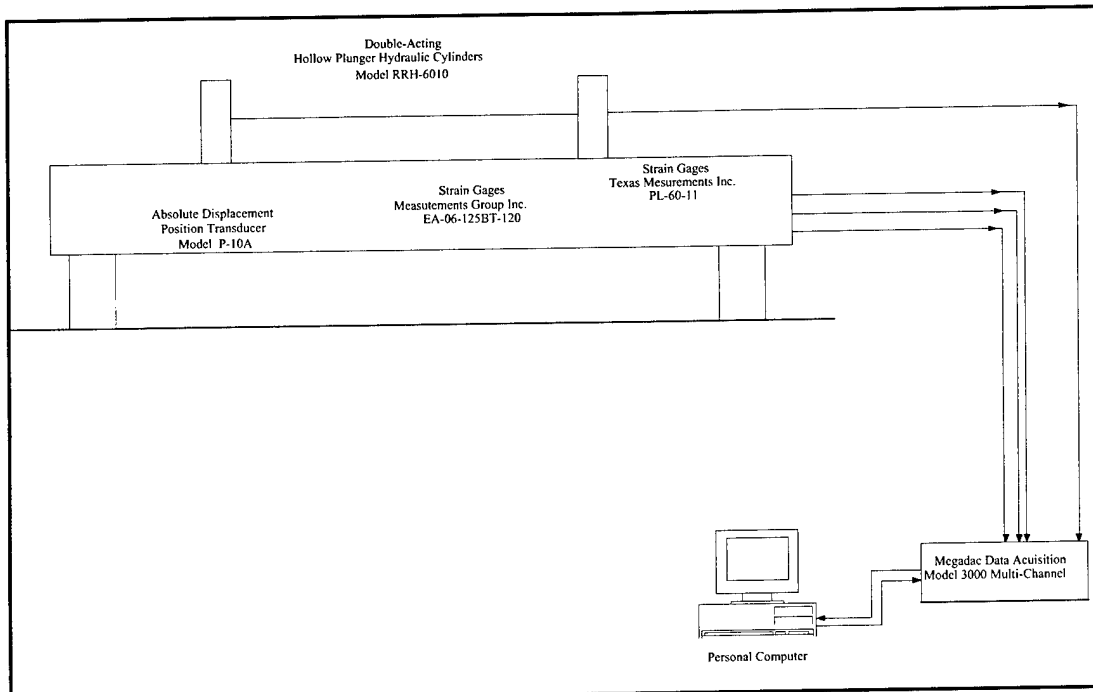 Double-Acting
Hollow Plunger Hydraulic Cylinders
Model RRH-6010
Strain Gages
Texas Mesurements Inc.
PL-60-11
Strain Gages
Measutements Group Inc.
EA-06-125BT-120
Absolute Displacement
Position Transducer
Model P-10A
Megadac Data Acuisition
Model 3000 Multi-Channel
Personal Computer